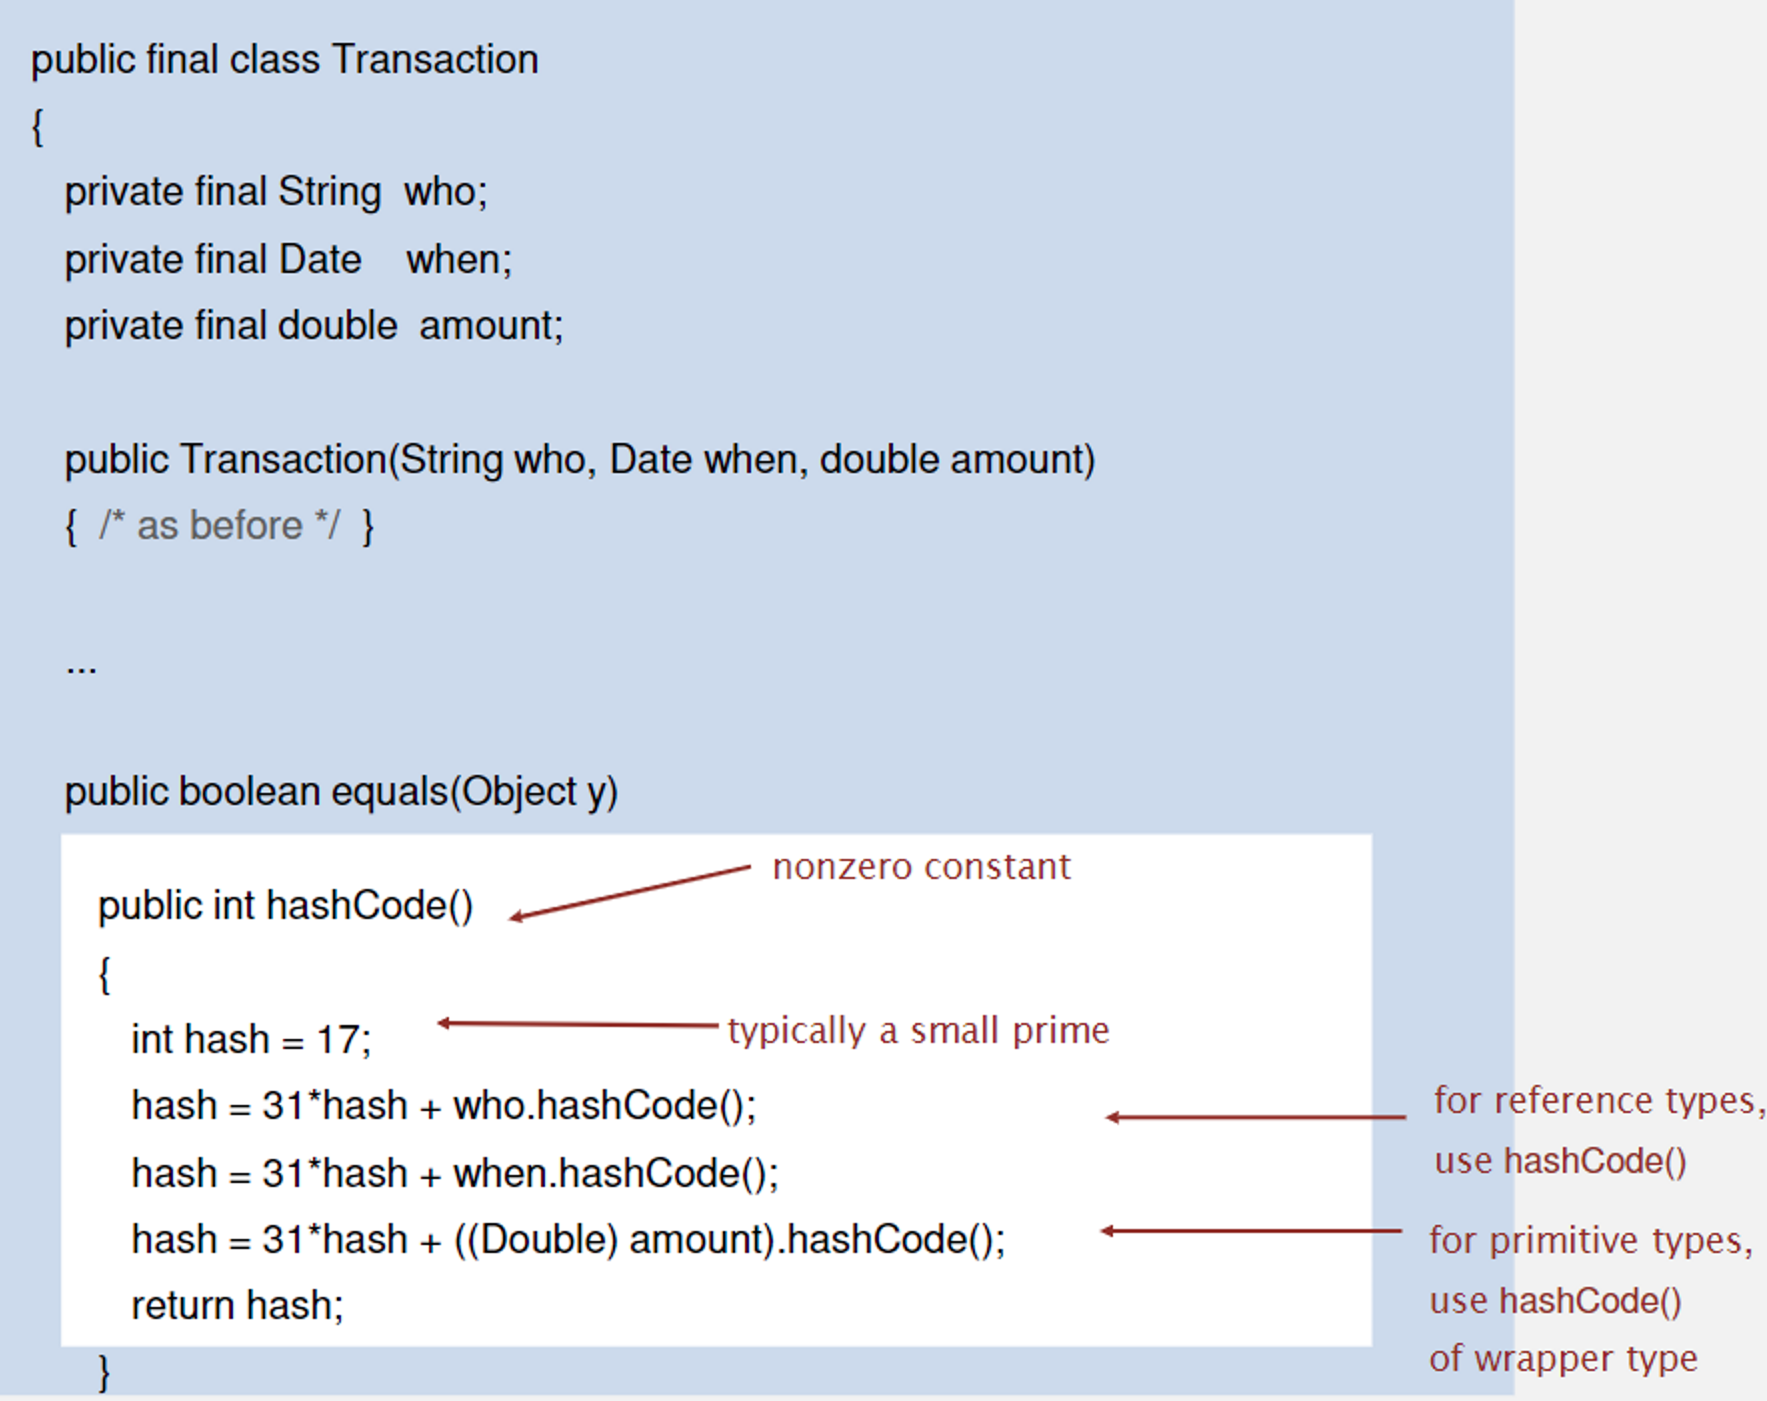 public final class Transaction
{
private final String who;
private final Date when;
private final double amount;
public Transaction(String who, Date when, double amount)
{ /* as before */ }
...
public boolean equals(Object y)
nonzero constant
public int hashCode()
{
int hash = 17;
typically a small prime
hash = 31*hash + who.hashCode();
for reference types,
use hashCode()
hash = 31*hash + when.hashCode();
hash = 31*hash + ((Double) amount).hashCode();
for primitive types,
use hashCode()
of wrapper type
return hash;
}